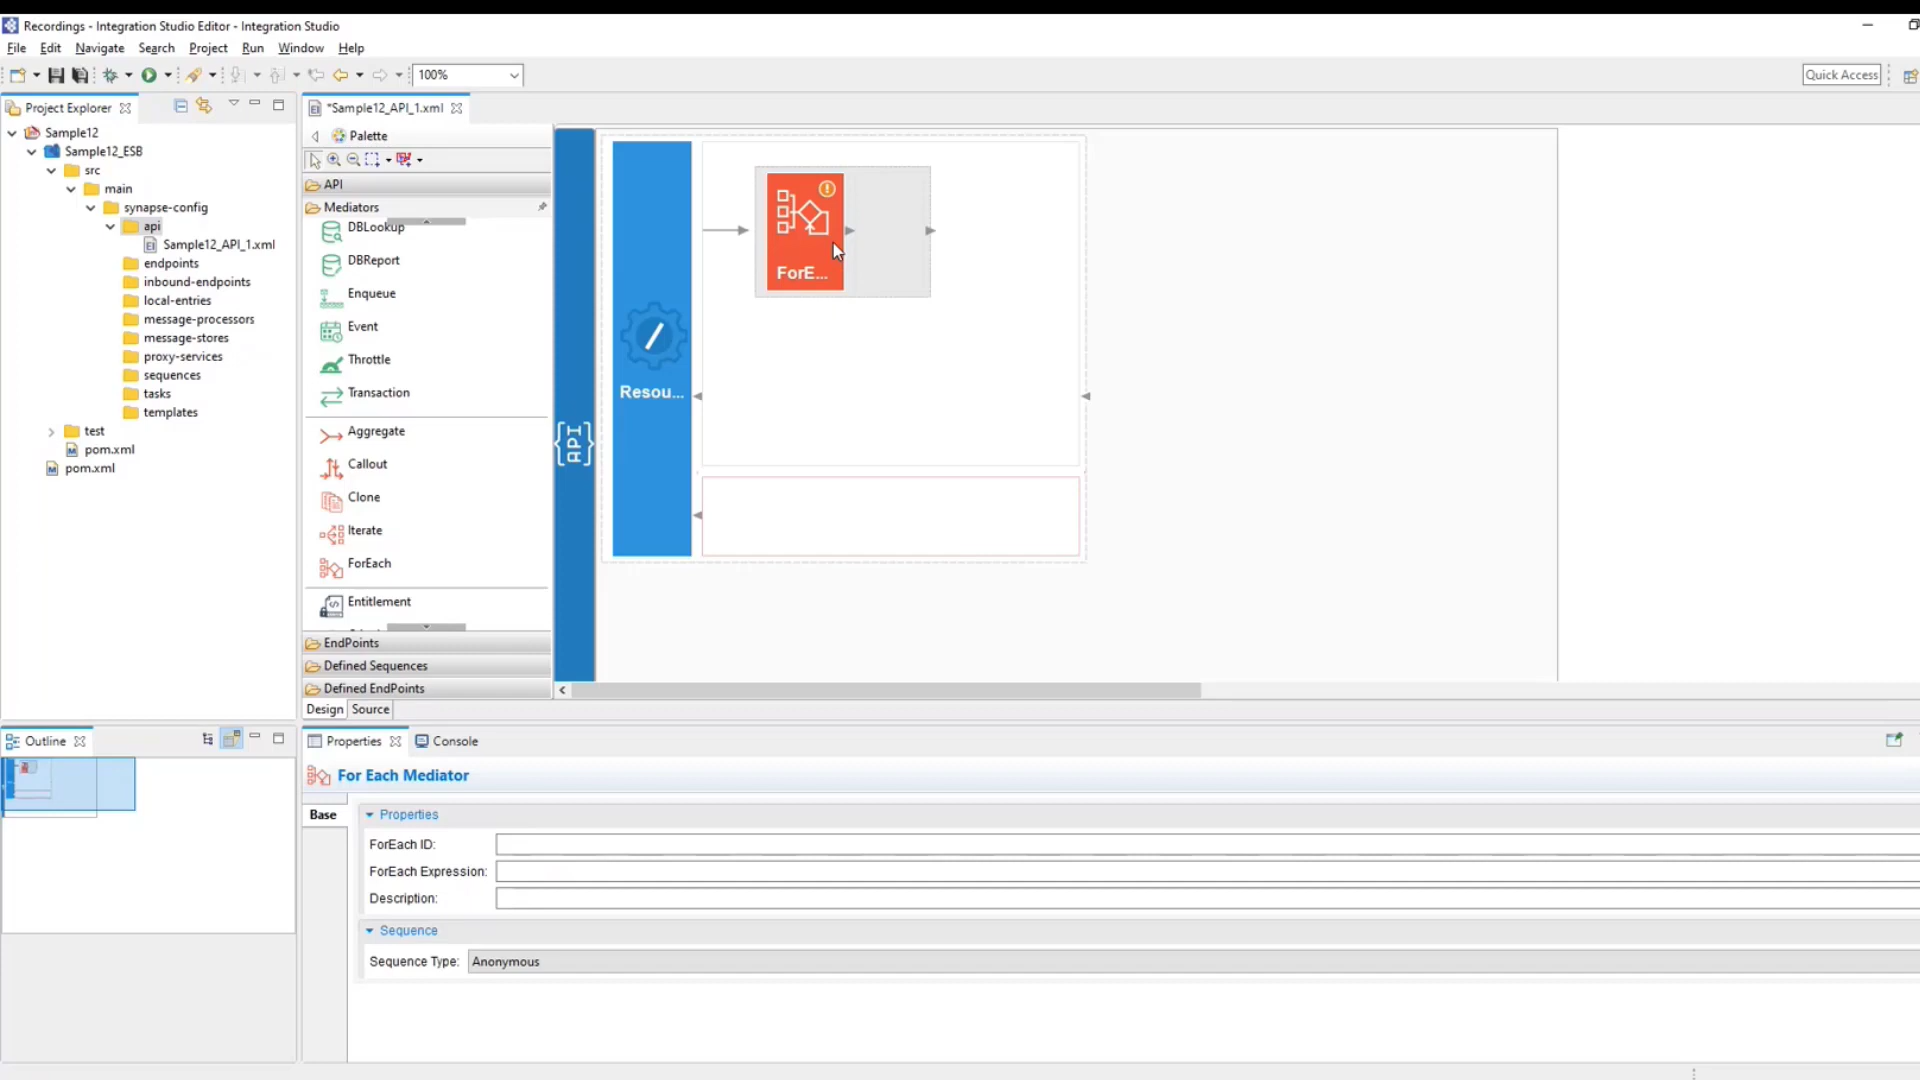 Recordings - Integration Studio Editor - Integration Studio
File Edit Navigate Search Project Run Window Help
100%
Quick Access
Project Explorer
*Sample12_API_1.xml
Sample12
Sample12_ESB
src
main
synapse-config
api
Sample12_API_1.xml
endpoints
inbound-endpoints
local-entries
message-processors
message-stores
proxy-services
sequences
tasks
templates
test
pom.xml
pom.xml
Palette
API
Mediators
DBLookup
DBReport
Enqueue
Event
Throttle
Transaction
Aggregate
Callout
Clone
Iterate
ForEach
Entitlement
EndPoints
Defined Sequences
Defined EndPoints
Design Source
{API}
Resou...
ForE...
Outline
Properties Console
For Each Mediator
Base
Properties
ForEach ID:
ForEach Expression:
Description:
Sequence
Sequence Type: Anonymous